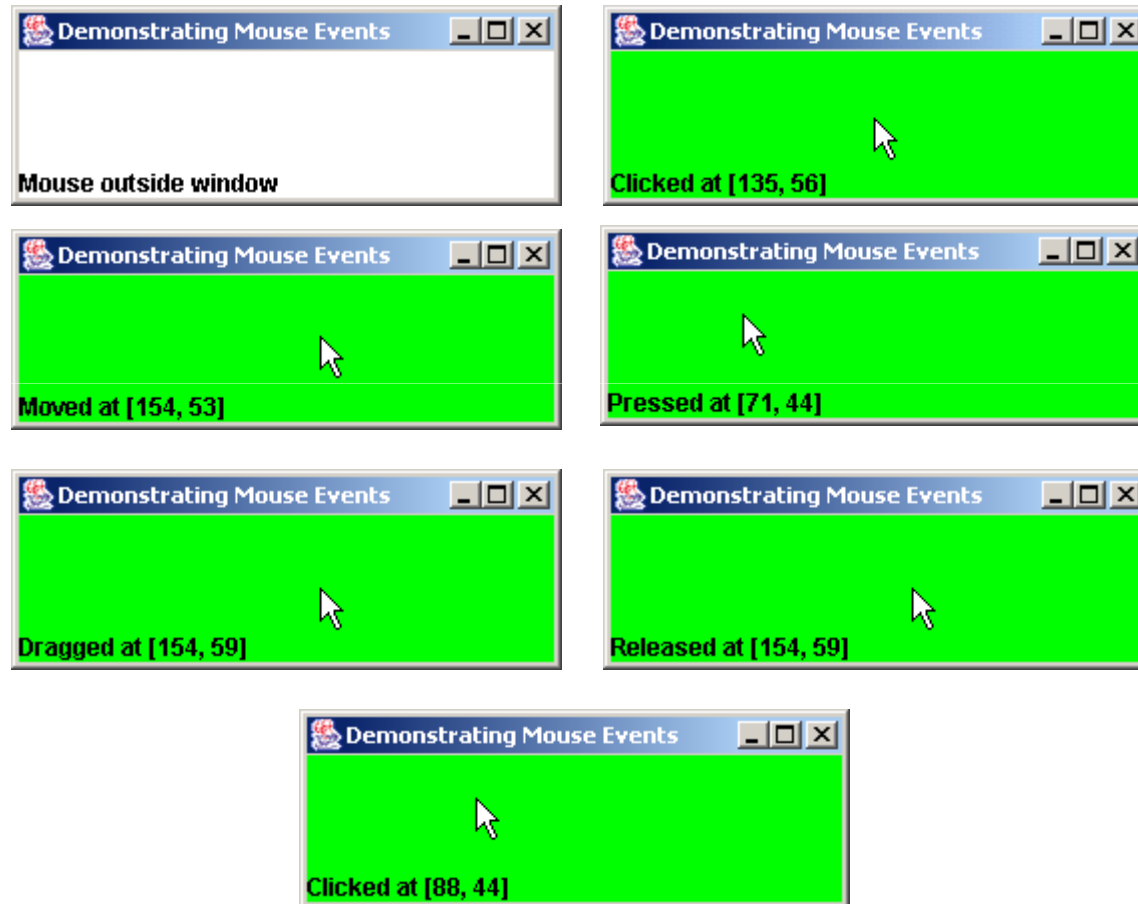 Demonstrating Mouse Events
Mouse outside window
Demonstrating Mouse Events
Clicked at [135, 56]
Demonstrating Mouse Events
Moved at [154, 53]
Demonstrating Mouse Events
Pressed at [71, 44]
Demonstrating Mouse Events
Dragged at [154, 59]
Demonstrating Mouse Events
Released at [154, 59]
Demonstrating Mouse Events
Clicked at [88, 44]